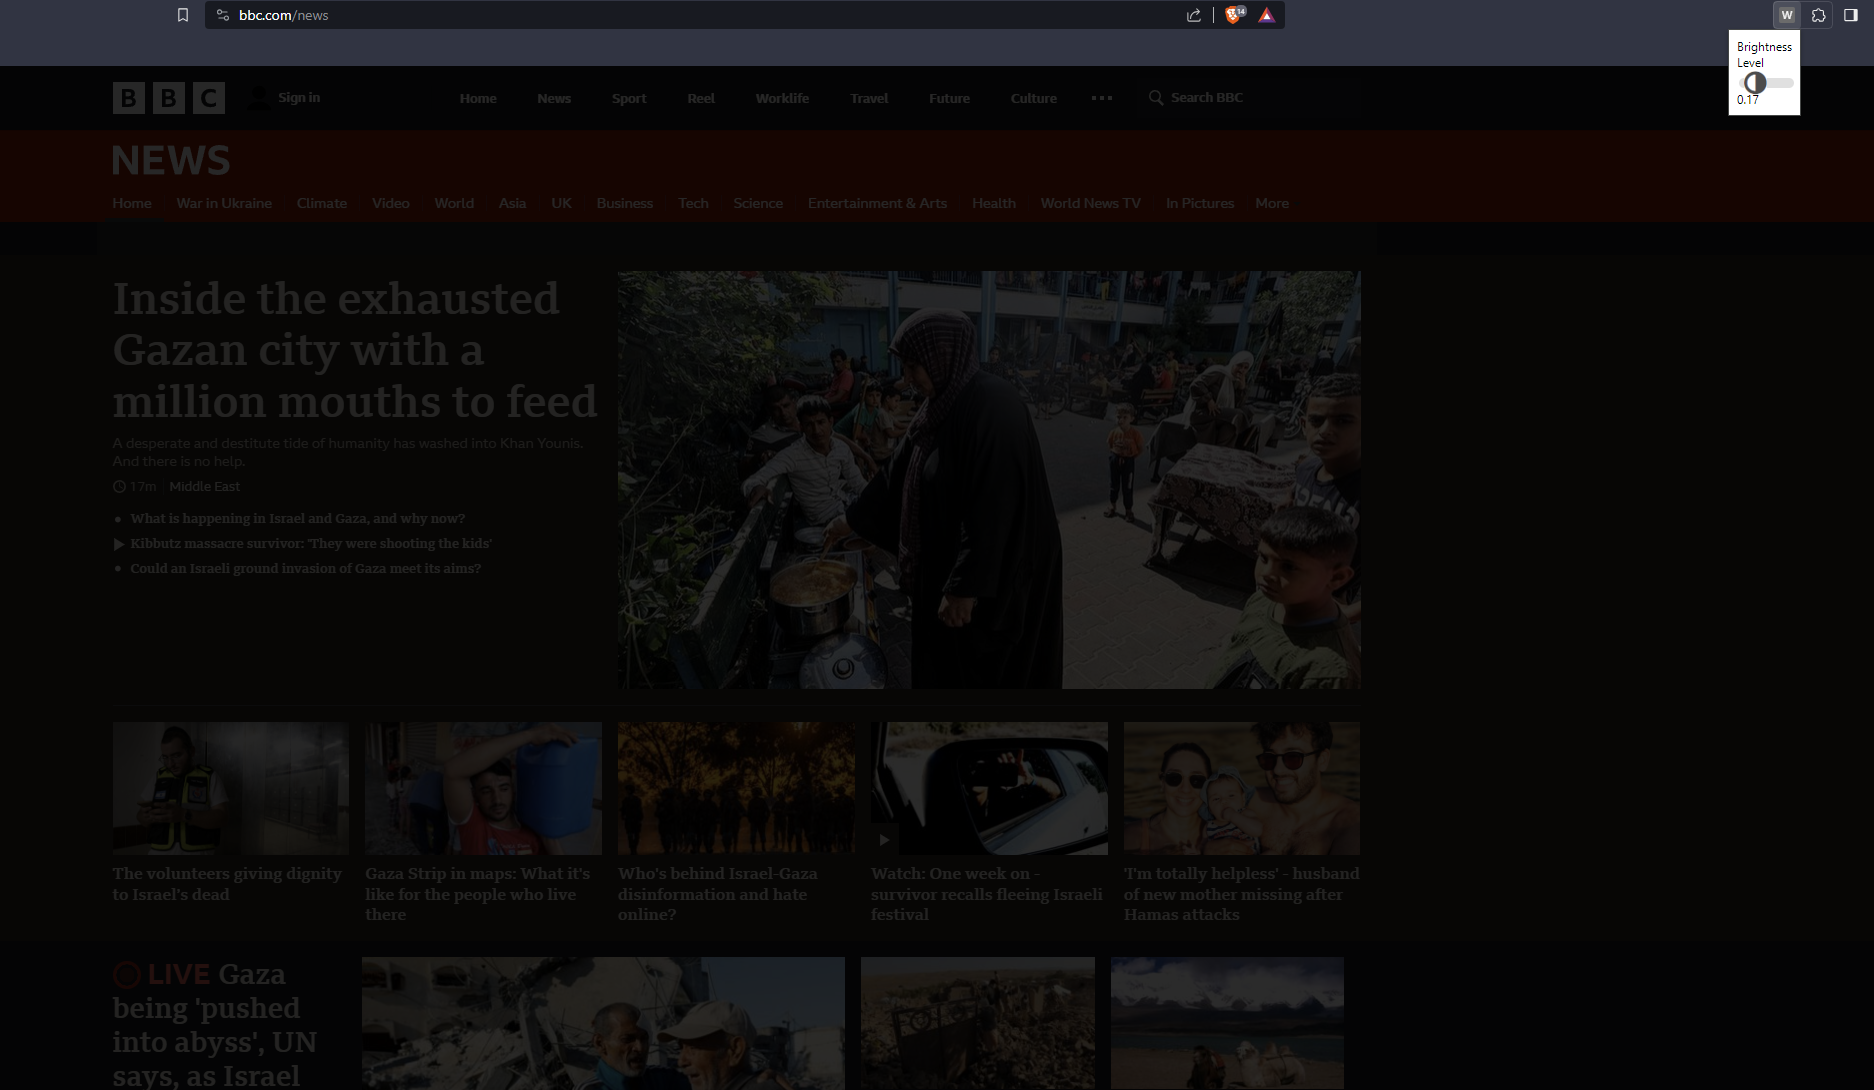 bbc.com/news
14
W
Brightness
Level
0.17
B B C
Sign in
Home
News
Sport
Reel
Worklife
Travel
Future
Culture
Search BBC
NEWS
Home
War in Ukraine
Climate
Video
World
Asia
UK
Business
Tech
Science
Entertainment & Arts
Health
World News TV
In Pictures
More
Inside the exhausted
Gazan city with a
million mouths to feed
A desperate and destitute tide of humanity has washed into Khan Younis.
And there is no help.
17m
Middle East
What is happening in Israel and Gaza, and why now?
Kibbutz massacre survivor: 'They were shooting the kids'
Could an Israeli ground invasion of Gaza meet its aims?
The volunteers giving dignity
to Israel's dead
Gaza Strip in maps: What it's
like for the people who live
there
Who's behind Israel-Gaza
disinformation and hate
online?
Watch: One week on -
survivor recalls fleeing Israeli
festival
'I'm totally helpless' - husband
of new mother missing after
Hamas attacks
LIVE Gaza
being 'pushed
into abyss', UN
says, as Israel